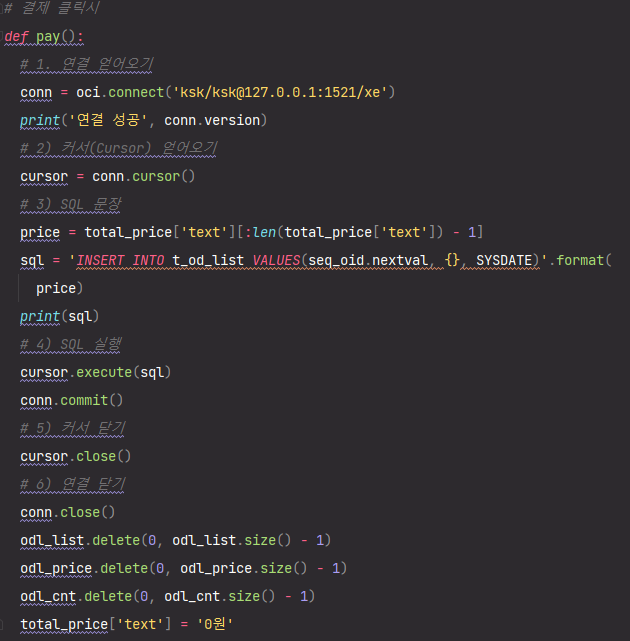 # 결제 클릭시
def pay():
# 1. 연결 얻어오기
conn = oci.connect('ksk/ksk@127.0.0.1:1521/xe')
print('연결 성공', conn.version)
# 2) 커서(Cursor) 얻어오기
cursor = conn.cursor()
# 3) SQL 문장
price = total_price['text'][:len(total_price['text']) - 1]
sql = 'INSERT INTO t_od_list VALUES(seq_oid.nextval, {}, SYSDATE)'.format(
price)
print(sql)
# 4) SQL 실행
cursor.execute(sql)
conn.commit()
# 5) 커서 닫기
cursor.close()
# 6) 연결 닫기
conn.close()
odl_list.delete(0, odl_list.size() - 1)
odl_price.delete(0, odl_price.size() - 1)
odl_cnt.delete(0, odl_cnt.size() - 1)
total_price['text'] = '0원'